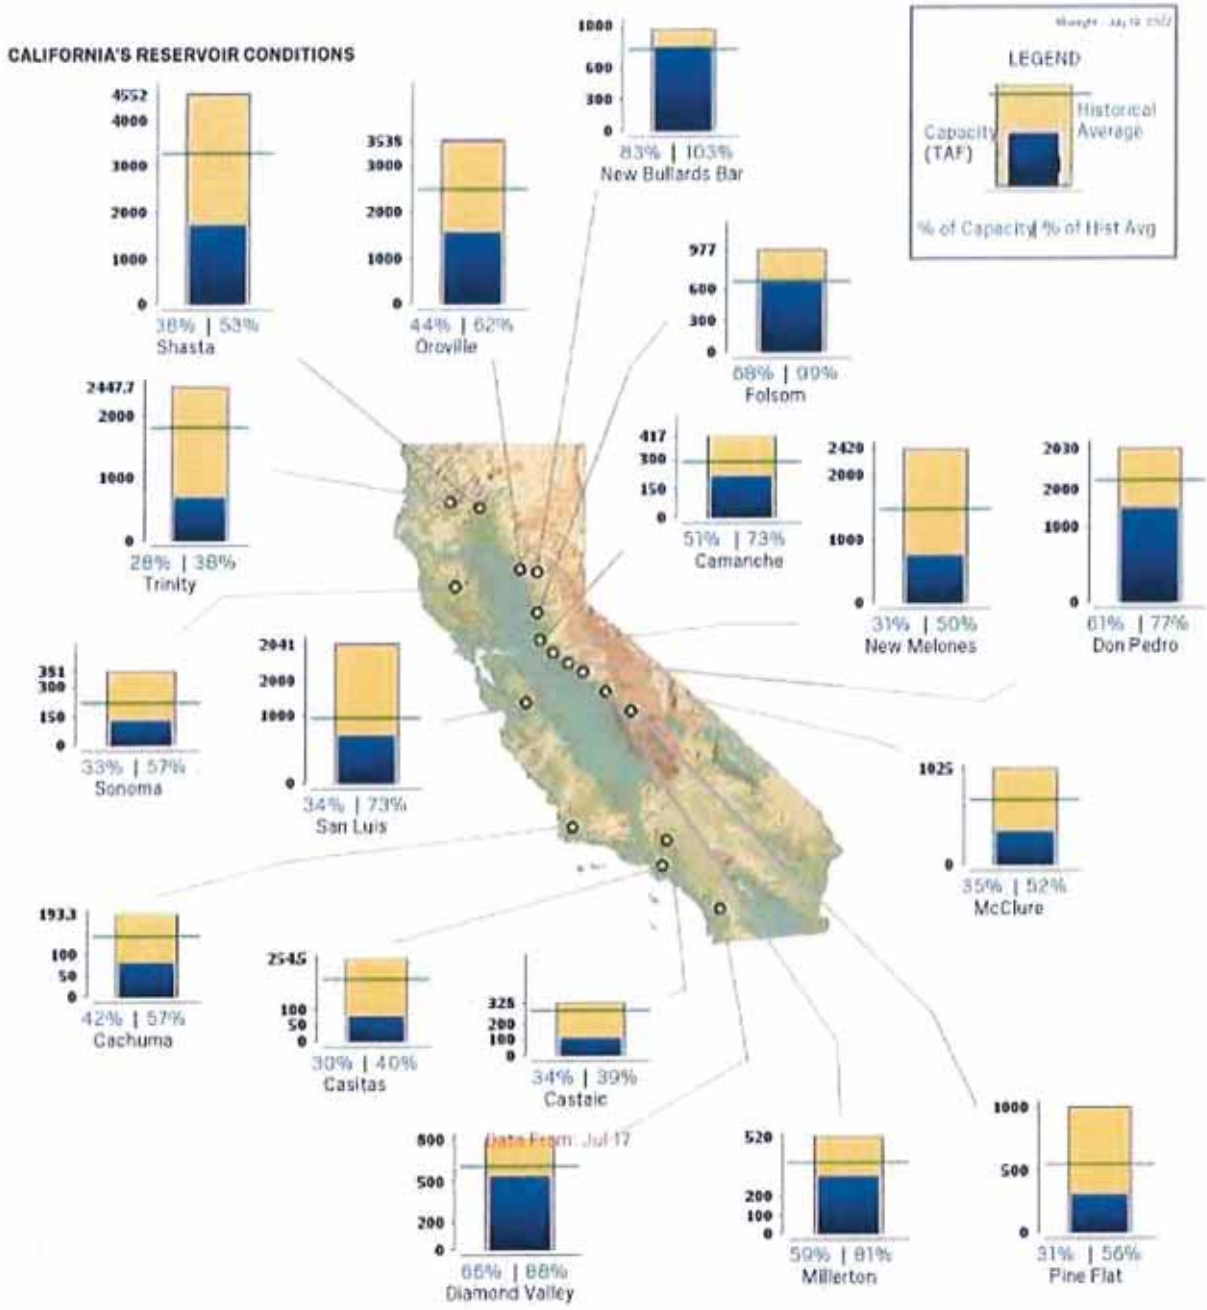 CALIFORNIA'S RESERVOIR CONDITIONS
Midnight - July 18, 2022
LEGEND
Capacity
(TAF)
Historical
Average
% of Capacity| % of Hist Avg
1000
600
300
0
83% | 103%
New Bullards Bar
4552
4000
3000
2000
1000
0
38% | 53%
Shasta
3538
3000
2000
1000
0
44% | 62%
Oroville
977
600
300
0
68% | 99%
Folsom
2447.7
2000
1000
0
28% | 38%
Trinity
417
300
150
0
51% | 73%
Camanche
2420
2000
1000
0
31% | 50%
New Melones
2030
2000
1000
0
61% | 77%
Don Pedro
381
300
150
0
33% | 57%
Sonoma
2041
2000
1000
0
34% | 73%
San Luis
1025
0
35% | 52%
McClure
193.3
100
50
0
42% | 57%
Cachuma
254.5
100
50
0
30% | 40%
Casitas
325
200
100
0
34% | 39%
Castaic
Data From: Jul-17
800
500
200
0
66% | 88%
Diamond Valley
520
200
100
0
59% | 81%
Millerton
1000
500
0
31% | 56%
Pine Flat